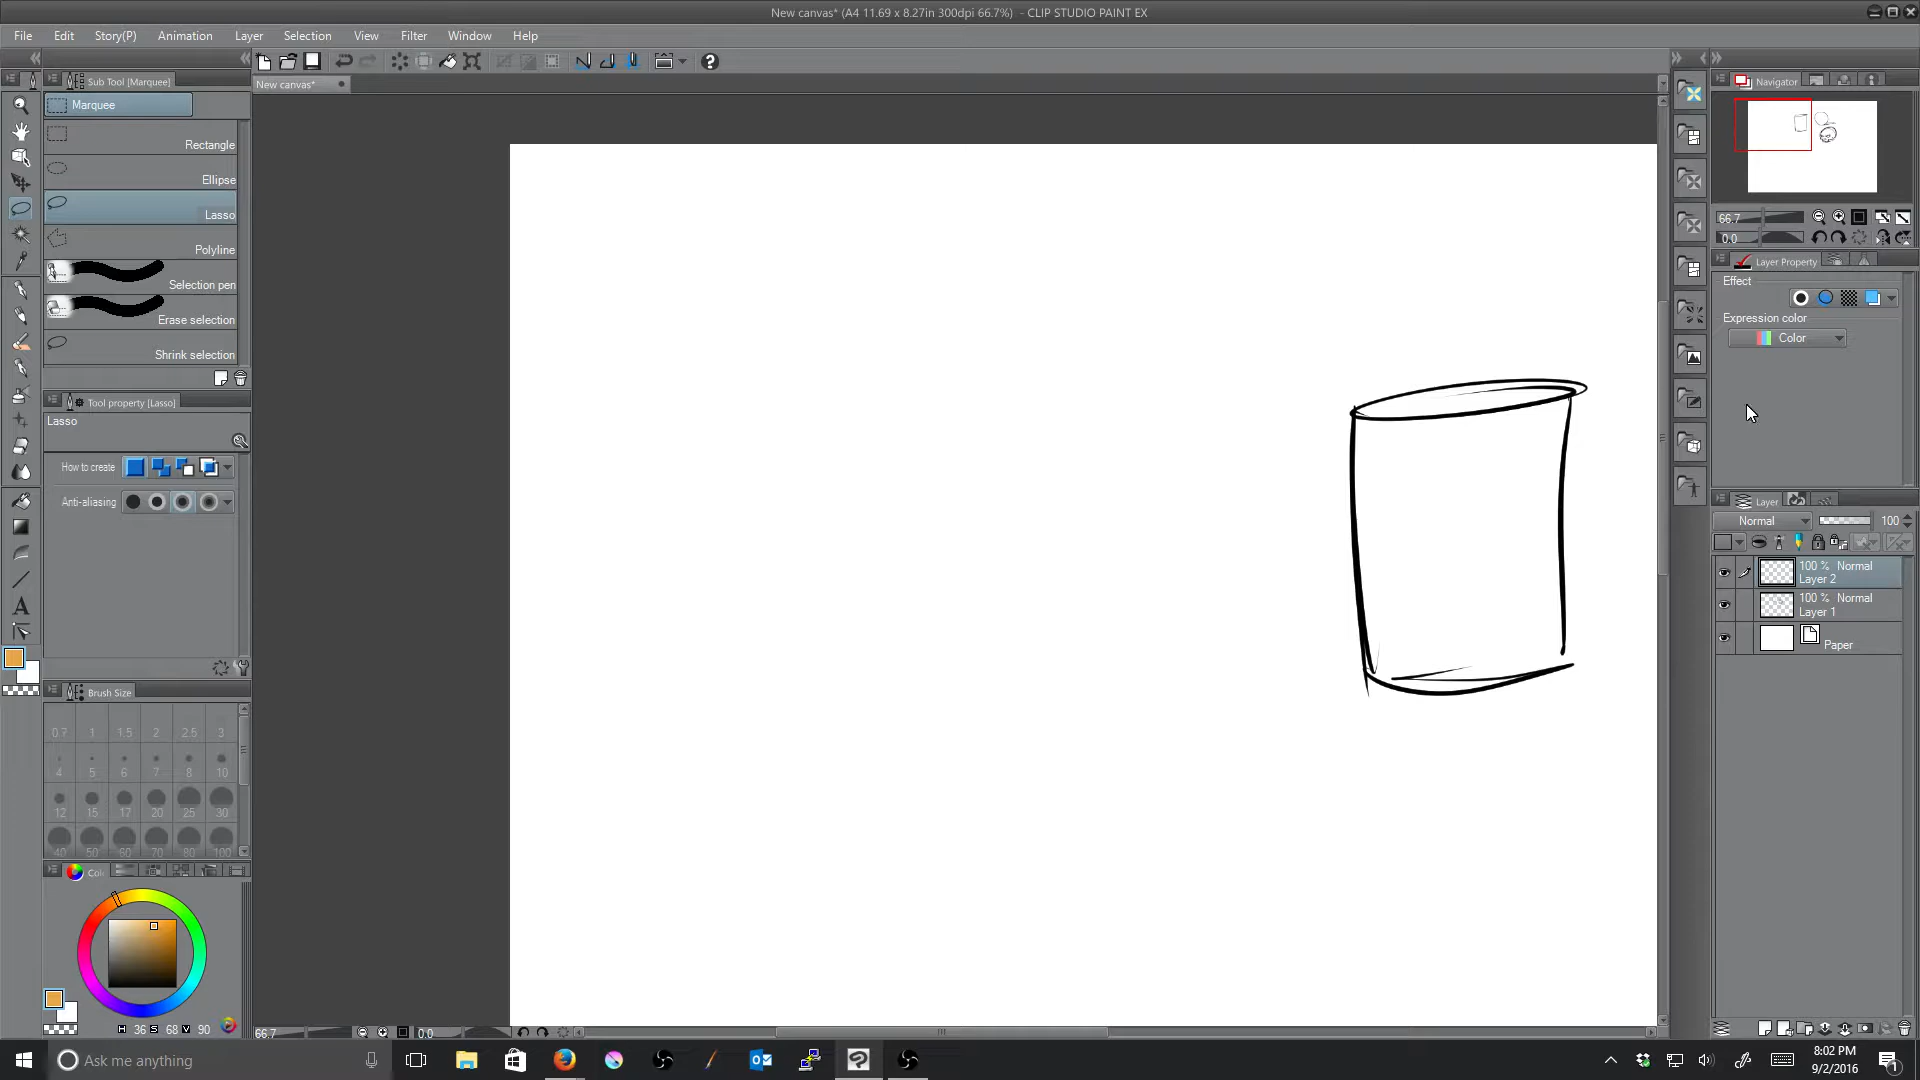 New canvas* (A4 11.69 x 8.27in 300dpi 66.7%)  - CLIP STUDIO PAINT EX
File Edit Story(P) Animation Layer Selection View Filter Window Help
Sub Tool [Marquee]
New canvas*
Navigator
Marquee
Rectangle
Ellipse
Lasso
Polyline
Selection pen
Erase selection
Shrink selection
66.7
0.0
Layer Property
Effect
Expression color
Color
Tool property [Lasso]
Lasso
How to create
Anti-aliasing
Layer
Normal 100
100 % Normal
Layer 2
100 % Normal
Layer 1
Paper
Brush Size
0.7 1 1.5 2 2.5 3
4 5 6 7 8 10
12 15 17 20 25 30
40 50 60 70 80 100
H 36 S 68 V 90
66.7 0.0
Ask me anything
8:02 PM
9/2/2016
1